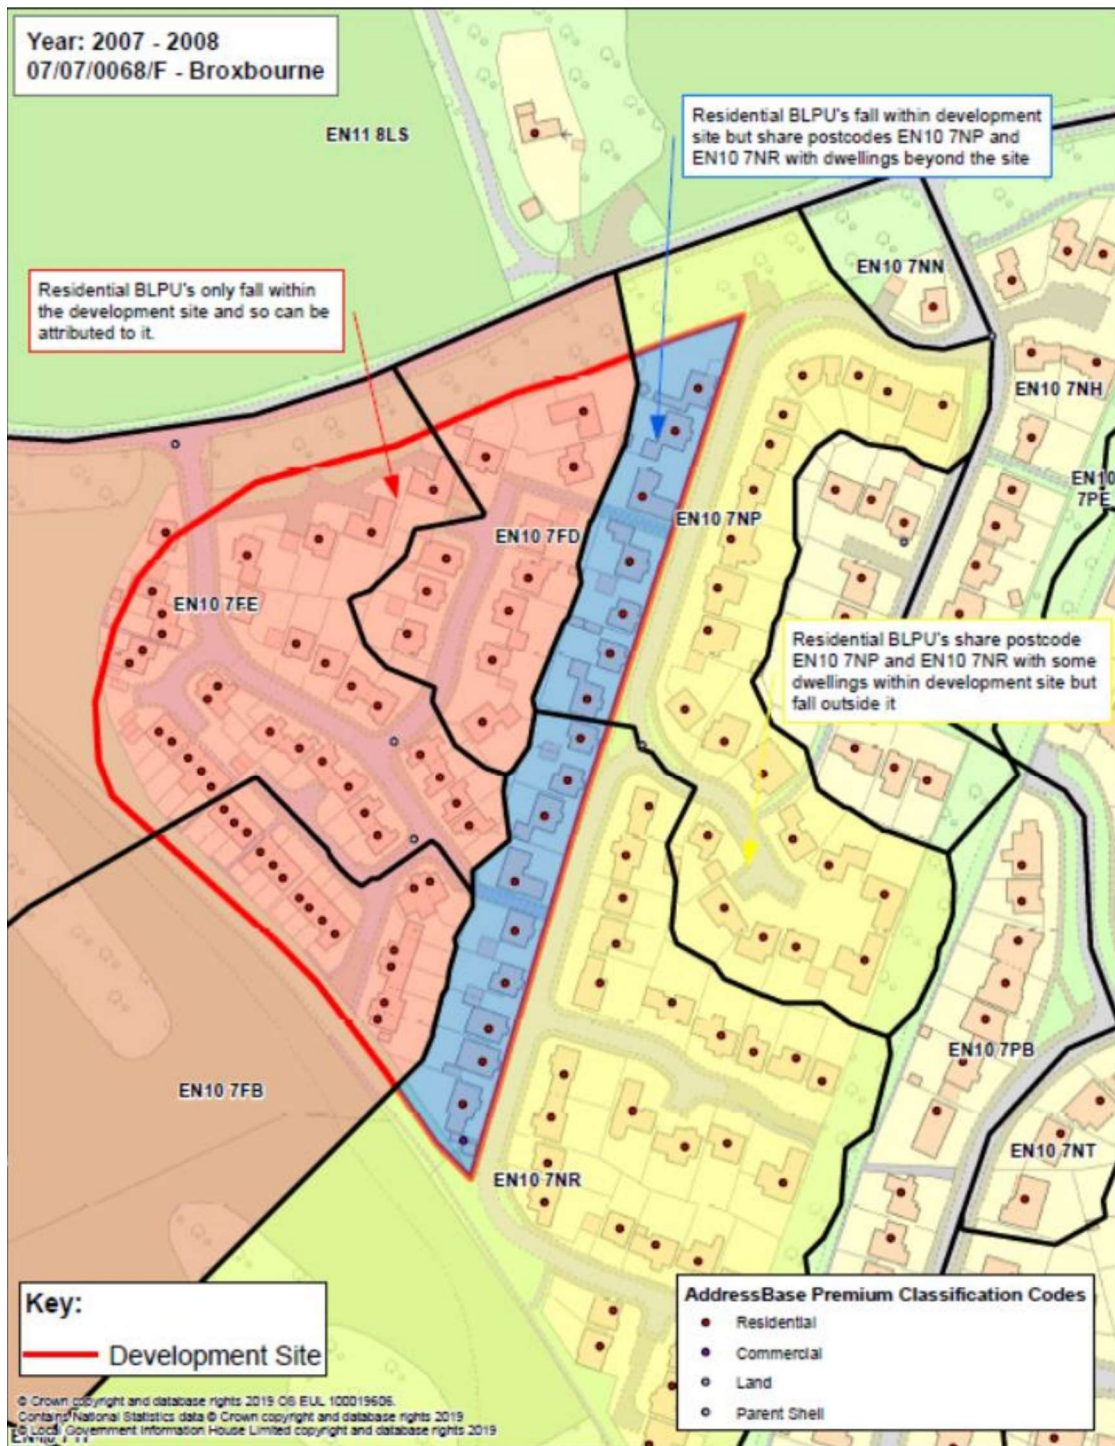 Year: 2007 - 2008
07/07/0068/F - Broxbourne
EN11 8LS
Residential BLPU's fall within development
site but share postcodes EN10 7NP and
EN10 7NR with dwellings beyond the site
EN10 7NN
Residential BLPU's only fall within
the development site and so can be
attributed to it.
EN10 7NH
EN10
7PE
EN10 7NP
EN10 7FD
EN10 7FE
Residential BLPU's share postcode
EN10 7NP and EN10 7NR with some
dwellings within development site but
fall outside it
EN10 7PB
EN10 7FB
EN10 7NT
EN10 7NR
Key:
Development Site
AddressBase Premium Classification Codes
Residential
Commercial
Land
Parent Shell
© Crown copyright and database rights 2019 OS EUL 100019606.
Contains National Statistics data © Crown copyright and database rights 2019
© Local Government Information House Limited copyright and database rights 2019